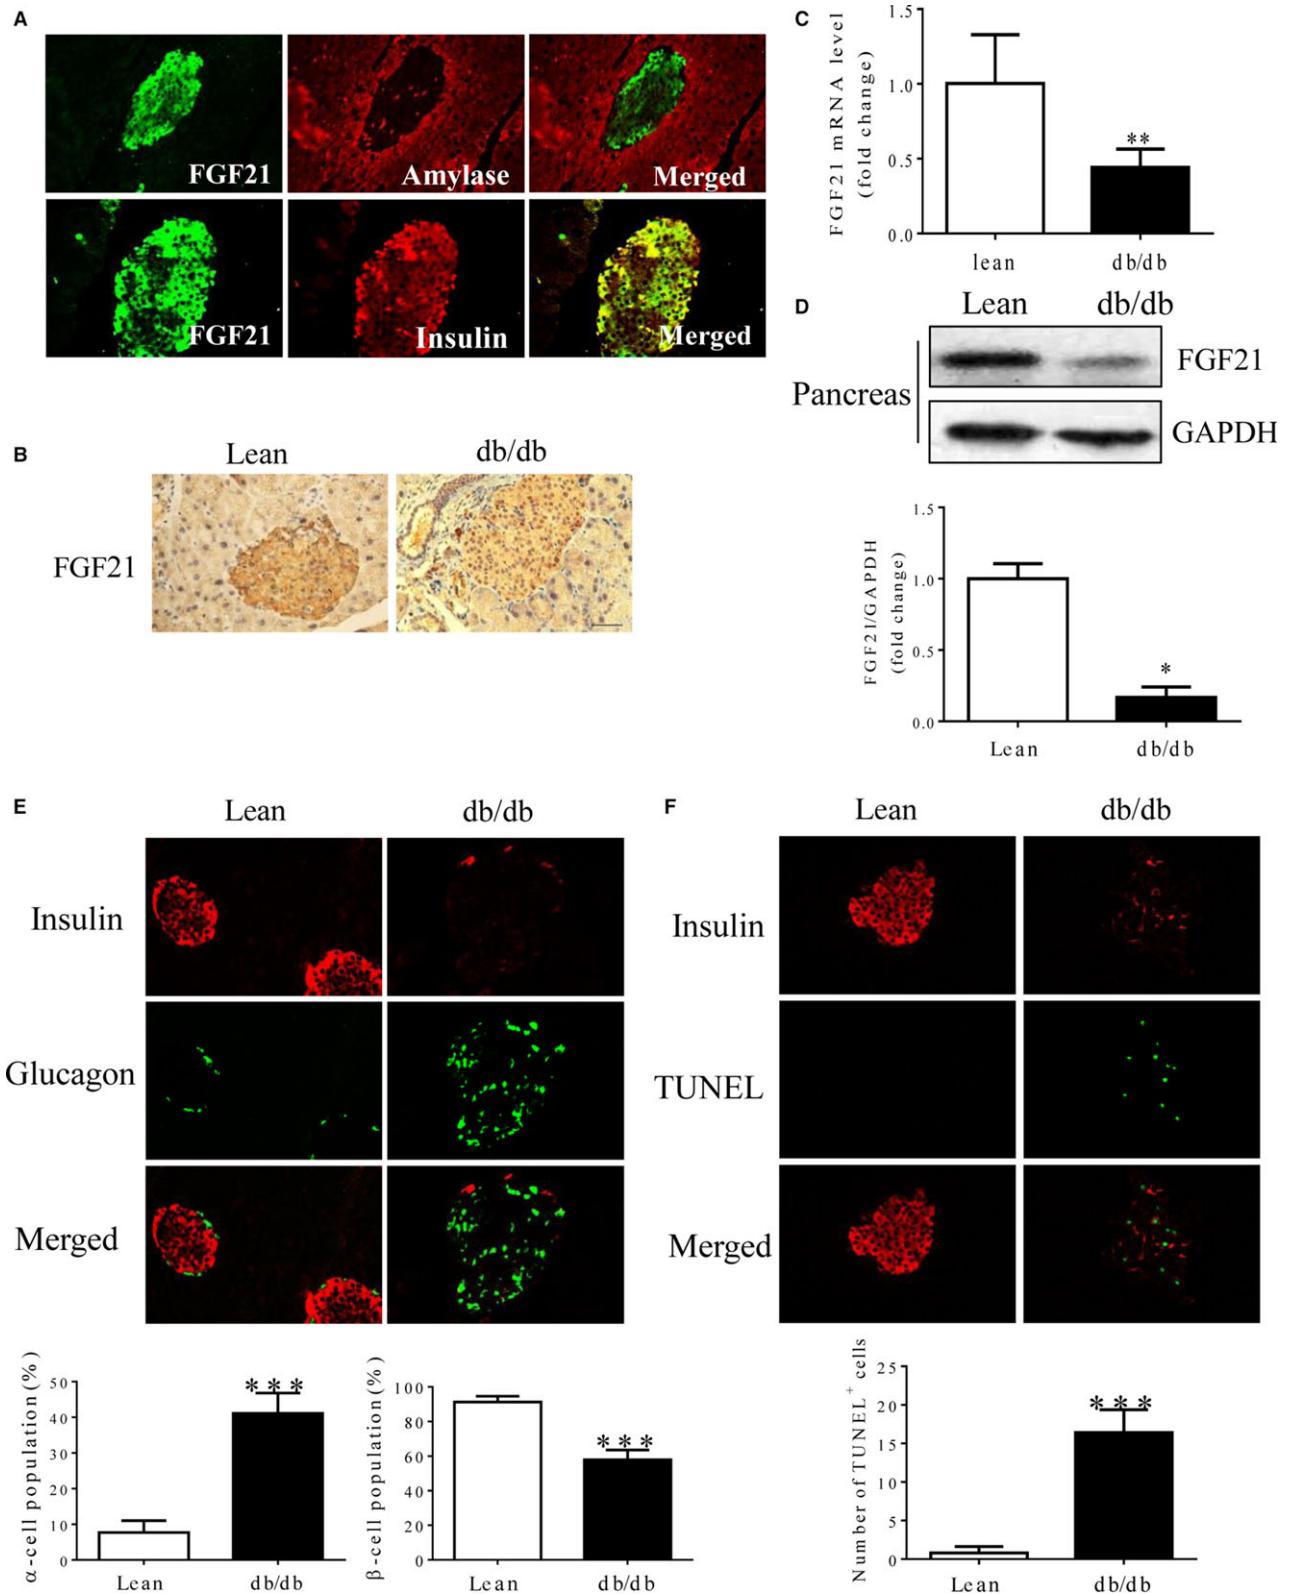 A
FGF21
Amylase
Merged
FGF21
Insulin
Merged
B
Lean
db/db
FGF21
C
FGF21 mRNA level
(fold change)
1.5
1.0
0.5
0.0
**
lean
db/db
D
Lean
db/db
Pancreas
FGF21
GAPDH
FGF21/GAPDH
(fold change)
1.5
1.0
0.5
0.0
*
Lean
db/db
E
Lean
db/db
Insulin
Glucagon
Merged
α-cell population (%)
50
40
30
20
10
0
***
Lean
db/db
β-cell population (%)
100
80
60
40
20
0
***
Lean
db/db
F
Lean
db/db
Insulin
TUNEL
Merged
Number of TUNEL⁺ cells
25
20
15
10
5
0
***
Lean
db/db